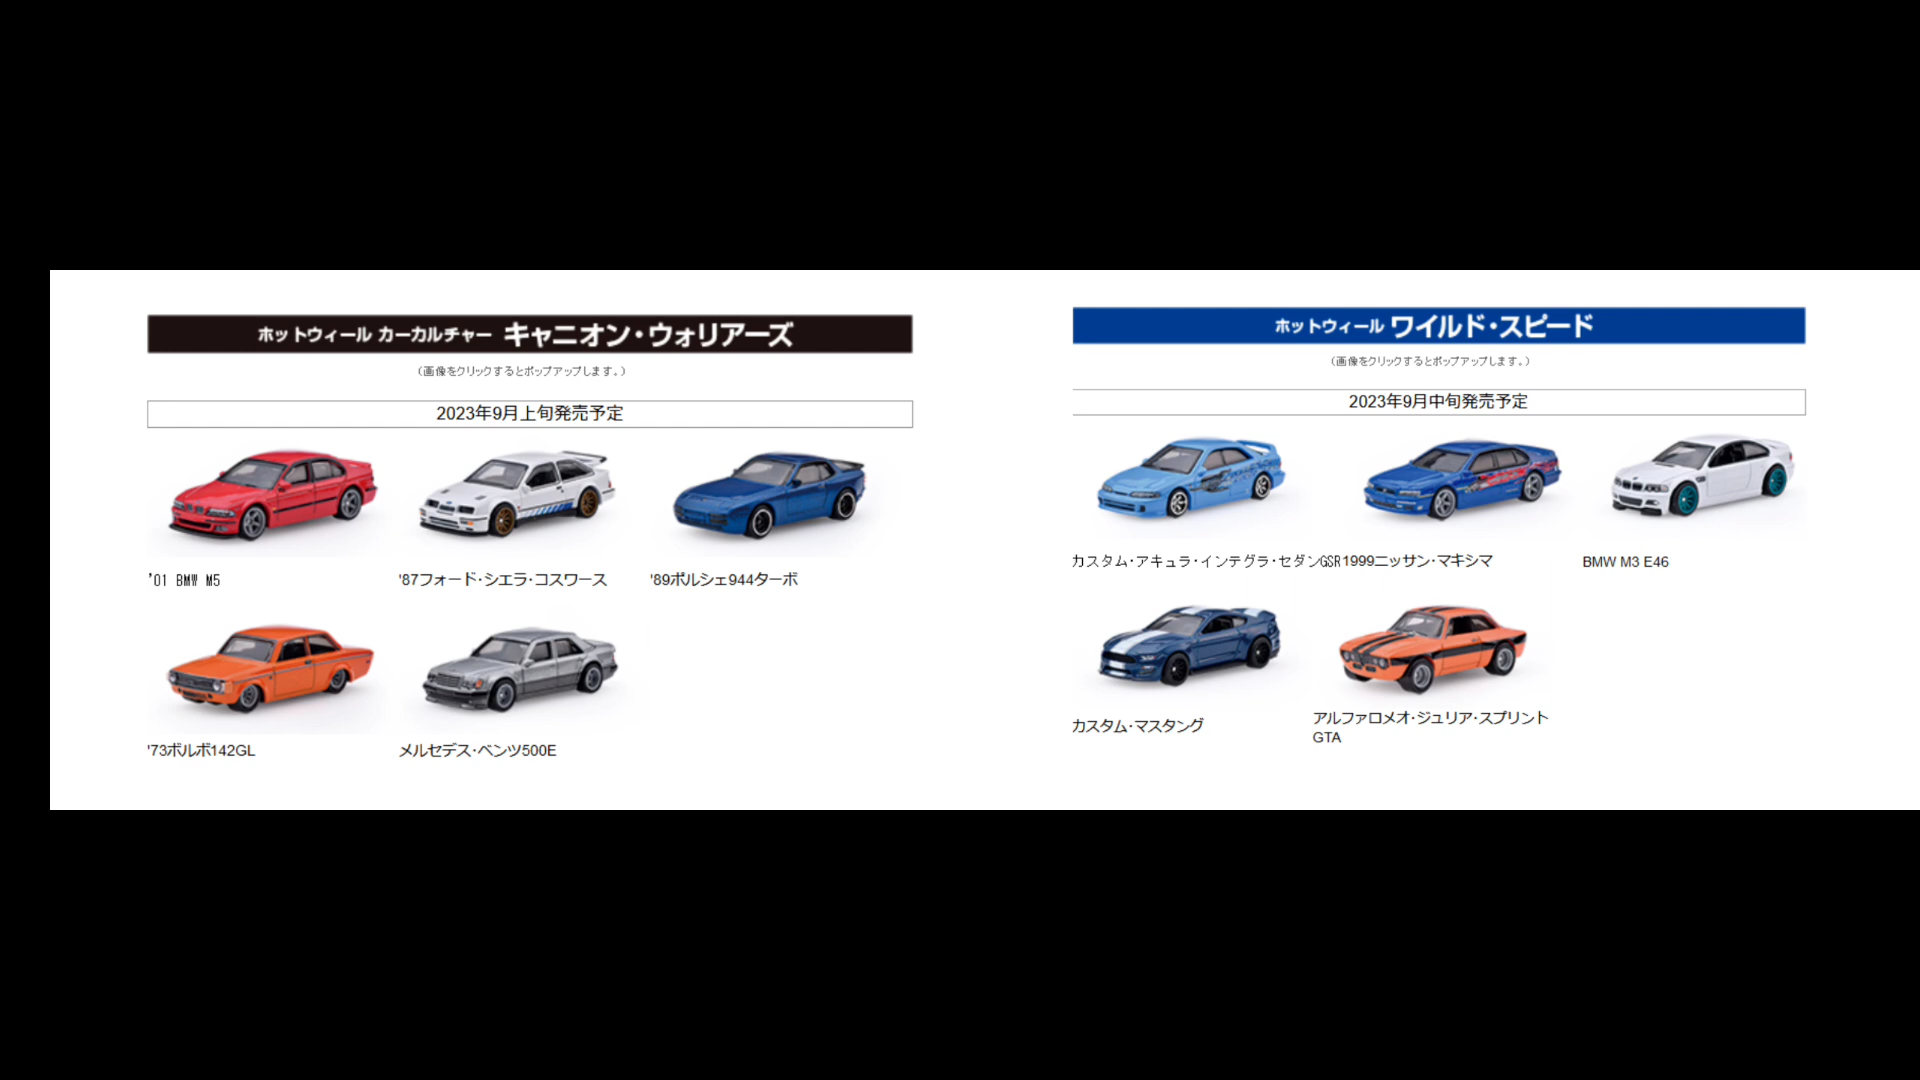 ホットウィール カーカルチャー キャニオン・ウォリアーズ
(画像をクリックするとポップアップします。)
2023年9月上旬発売予定
'01 BMW M5
'87フォード・シエラ・コスワース
'89ポルシェ944ターボ
'73ボルボ142GL
メルセデス・ベンツ500E
ホットウィール ワイルド・スピード
(画像をクリックするとポップアップします。)
2023年9月中旬発売予定
カスタム・アキュラ・インテグラ・セダンGSR
1999ニッサン・マキシマ
BMW M3 E46
カスタム・マスタング
アルファロメオ・ジュリア・スプリント
GTA